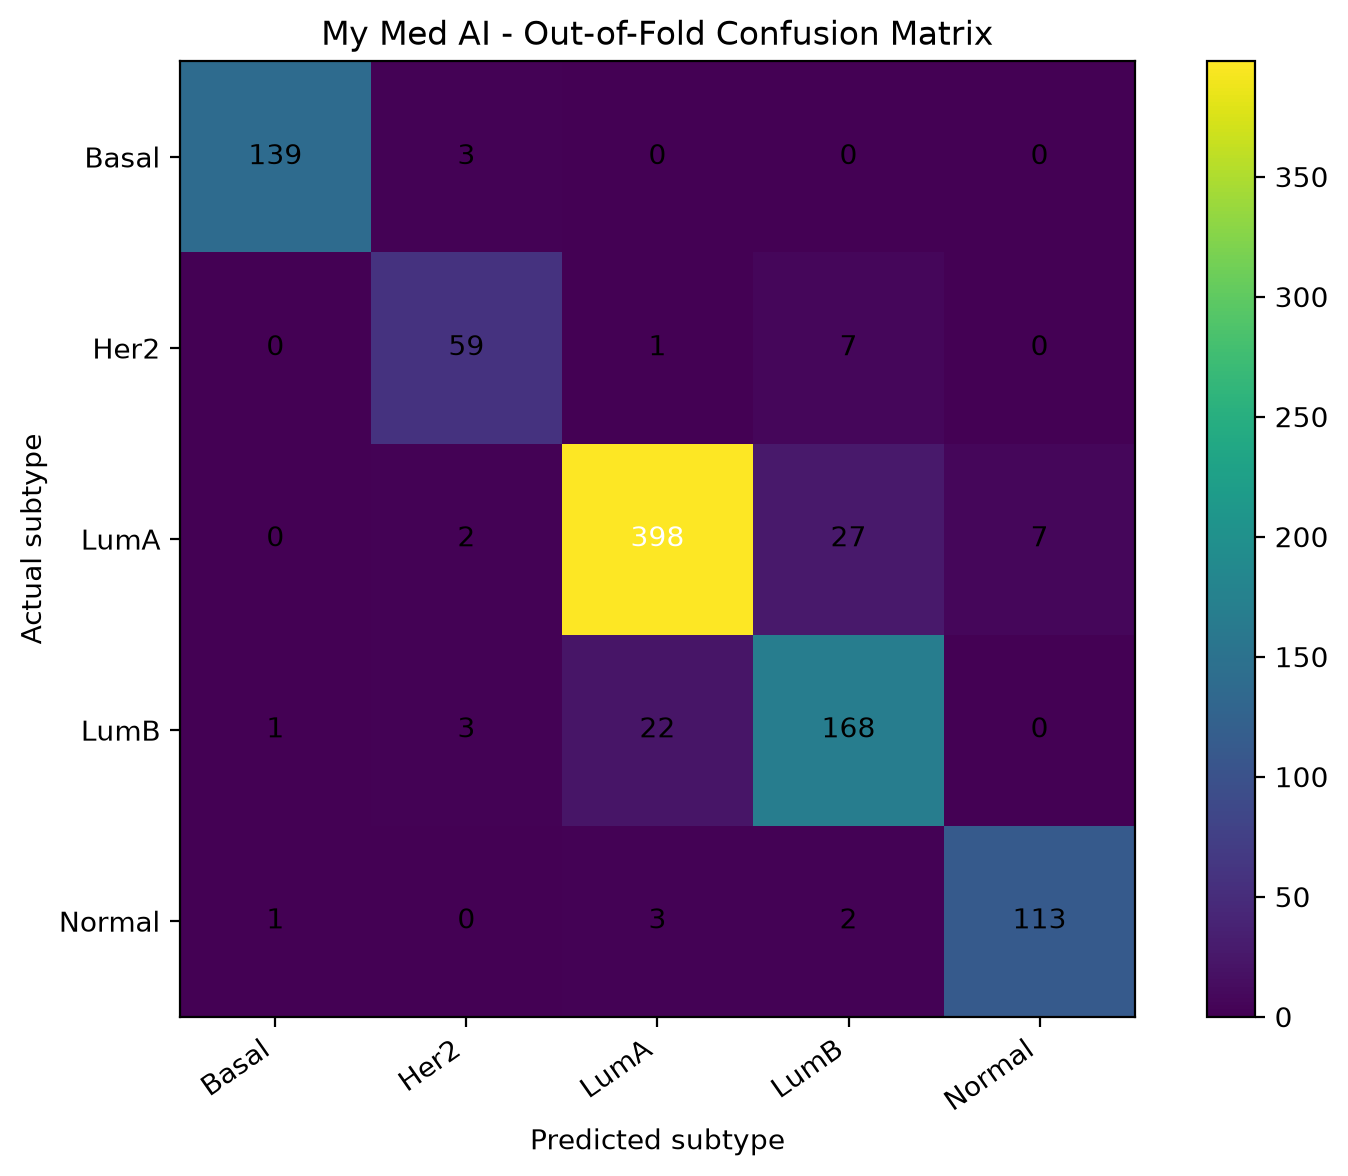 My Med AI - Out-of-Fold Confusion Matrix
Actual subtype
Basal 139 3 0 0 0
Her2 0 59 1 7 0
LumA 0 2 398 27 7
LumB 1 3 22 168 0
Normal 1 0 3 2 113
Basal Her2 LumA LumB Normal
Predicted subtype
350
300
250
200
150
100
50
0